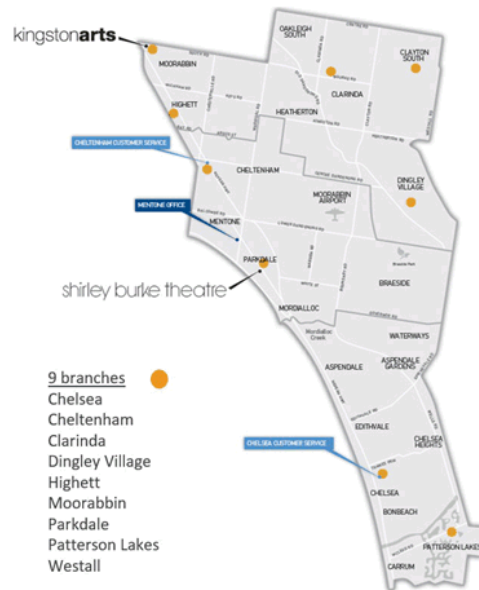 kingstonarts
MOORABBIN
OAKLEIGH
SOUTH
CLAYTON
SOUTH
CLARINDA
HIGHETT
HEATHERTON
CHELTENHAM CUSTOMER SERVICE
CHELTENHAM
DINGLEY
VILLAGE
MOORABBIN
AIRPORT
MENTONE OFFICE
MENTONE
PARKDALE
BRAESIDE
shirley burke theatre
MORDIALLOC
Mordialloc
Creek
WATERWAYS
ASPENDALE
ASPENDALE
GARDENS
EDITHVALE
CHELSEA
HEIGHTS
CHELSEA CUSTOMER SERVICE
CHELSEA
BONBEACH
PATTERSON LAKES
CARRUM
9 branches
Chelsea
Cheltenham
Clarinda
Dingley Village
Highett
Moorabbin
Parkdale
Patterson Lakes
Westall